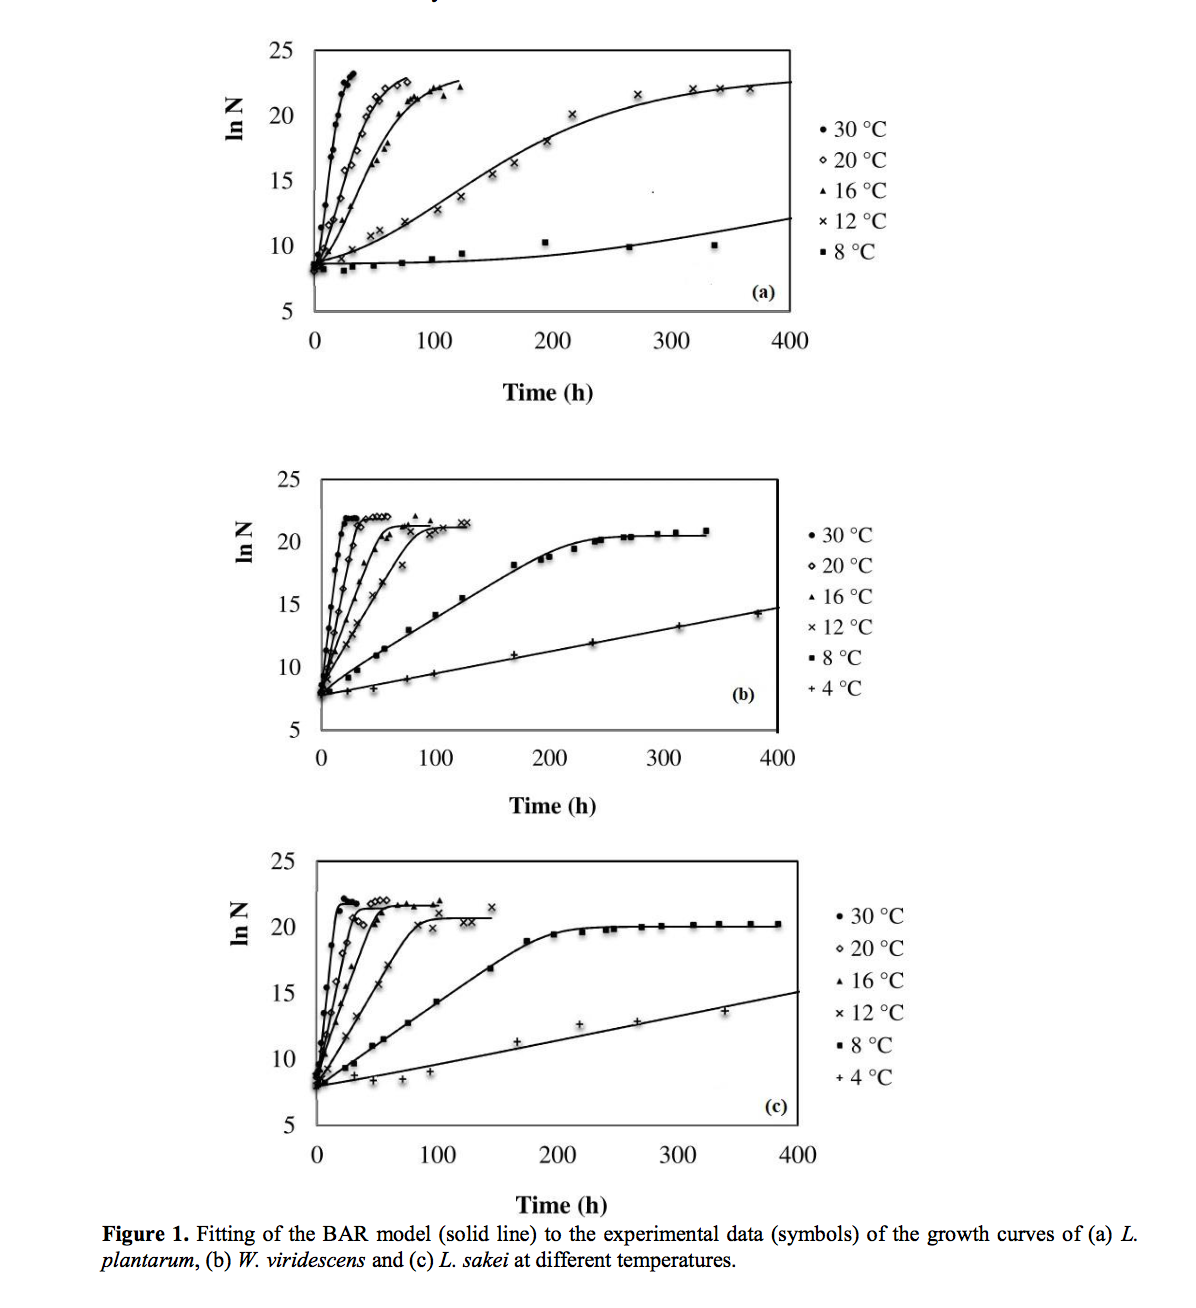 25
20
15
10
5
ln N
0 100 200 300 400
Time (h)
• 30 °C
⋄ 20 °C
▴ 16 °C
× 12 °C
▪ 8 °C
(a)
25
20
15
10
5
ln N
0 100 200 300 400
Time (h)
• 30 °C
⋄ 20 °C
▴ 16 °C
× 12 °C
▪ 8 °C
+ 4 °C
(b)
25
20
15
10
5
ln N
0 100 200 300 400
Time (h)
• 30 °C
⋄ 20 °C
▴ 16 °C
× 12 °C
▪ 8 °C
+ 4 °C
(c)
Figure 1. Fitting of the BAR model (solid line) to the experimental data (symbols) of the growth curves of (a) L.
plantarum, (b) W. viridescens and (c) L. sakei at different temperatures.